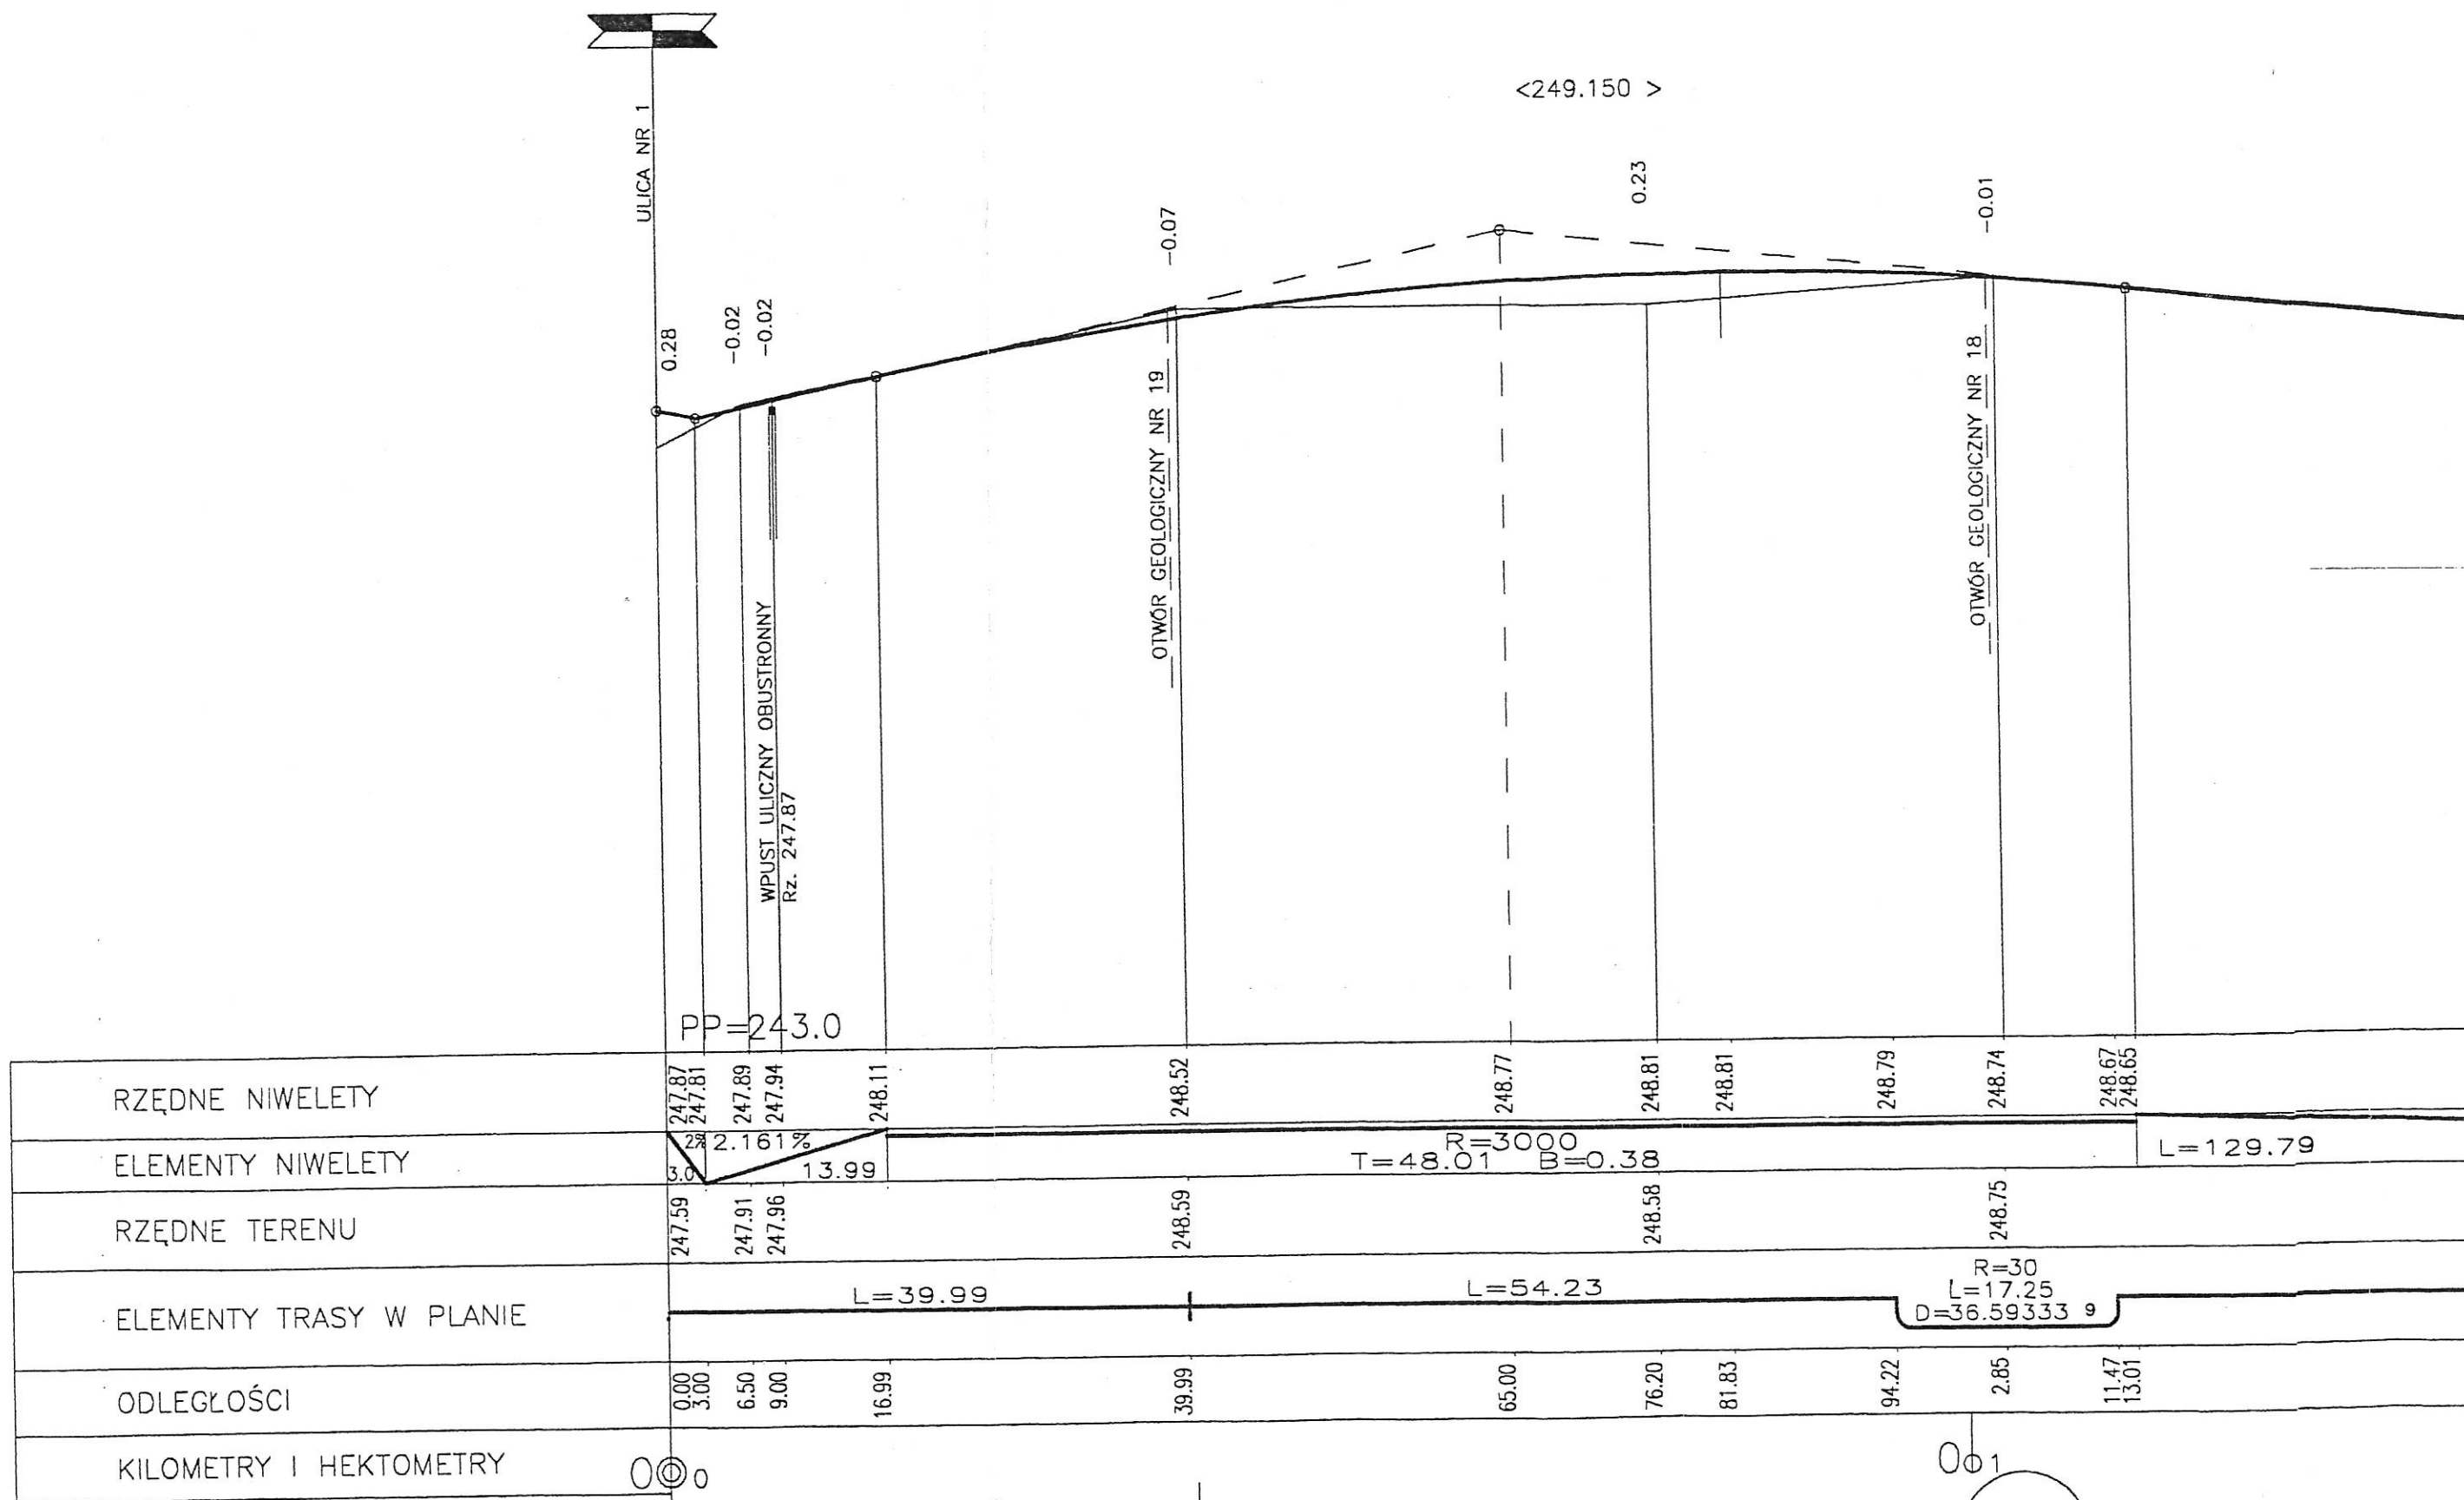 ULICA NR 1
<249.150 >
0.28
-0.02
-0.02
-0.07
0.23
-0.01
WPUST ULICZNY OBUSTRONNY
Rz. 247.87
OTWÓR GEOLOGICZNY NR 19
OTWÓR GEOLOGICZNY NR 18
PP=243.0
RZĘDNE NIWELETY
247.87
247.81
247.89
247.94
248.11
248.52
248.77
248.81
248.81
248.79
248.74
248.67
248.65
ELEMENTY NIWELETY
2%
3.0
2.161%
13.99
R=3000
T=48.01 B=0.38
L=129.79
RZĘDNE TERENU
247.59
247.91
247.96
248.59
248.58
248.75
ELEMENTY TRASY W PLANIE
L=39.99
L=54.23
R=30
L=17.25
D=36.59333 g
ODLEGŁOŚCI
0.00
3.00
6.50
9.00
16.99
39.99
65.00
76.20
81.83
94.22
2.85
11.47
13.01
KILOMETRY I HEKTOMETRY
0 0
0 1